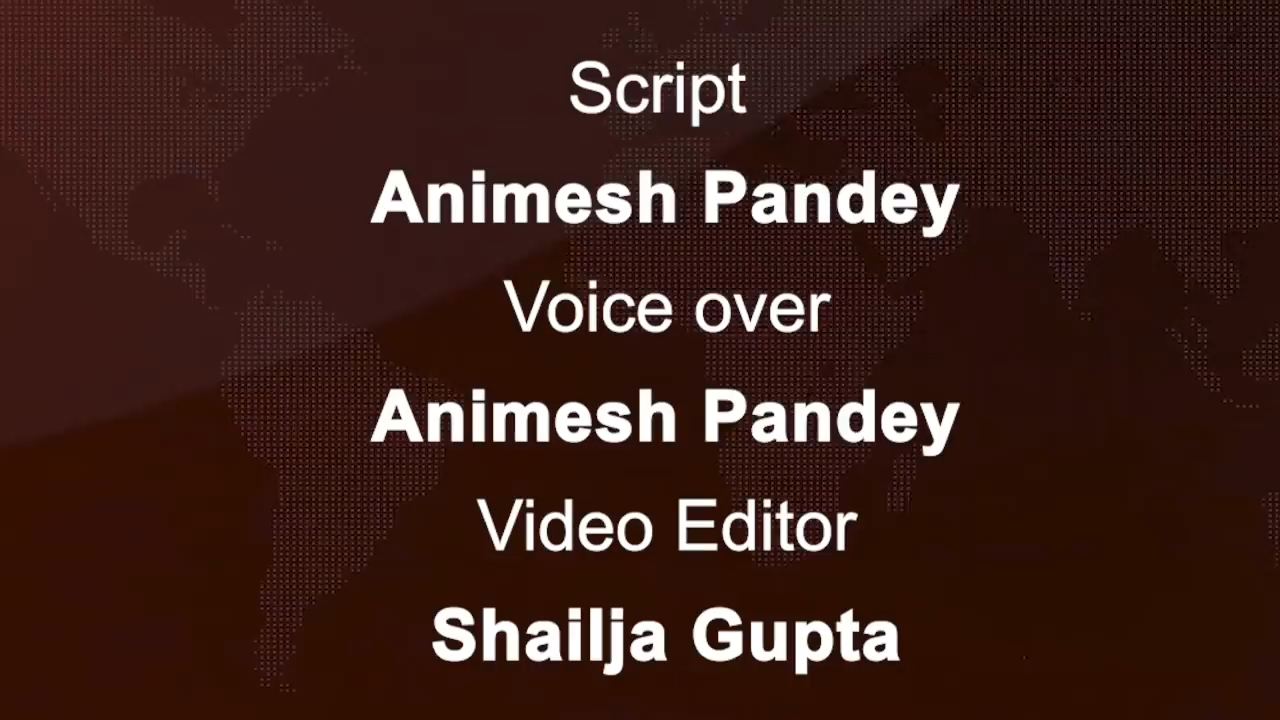 Script
Animesh Pandey
Voice over
Animesh Pandey
Video Editor
Shailja Gupta